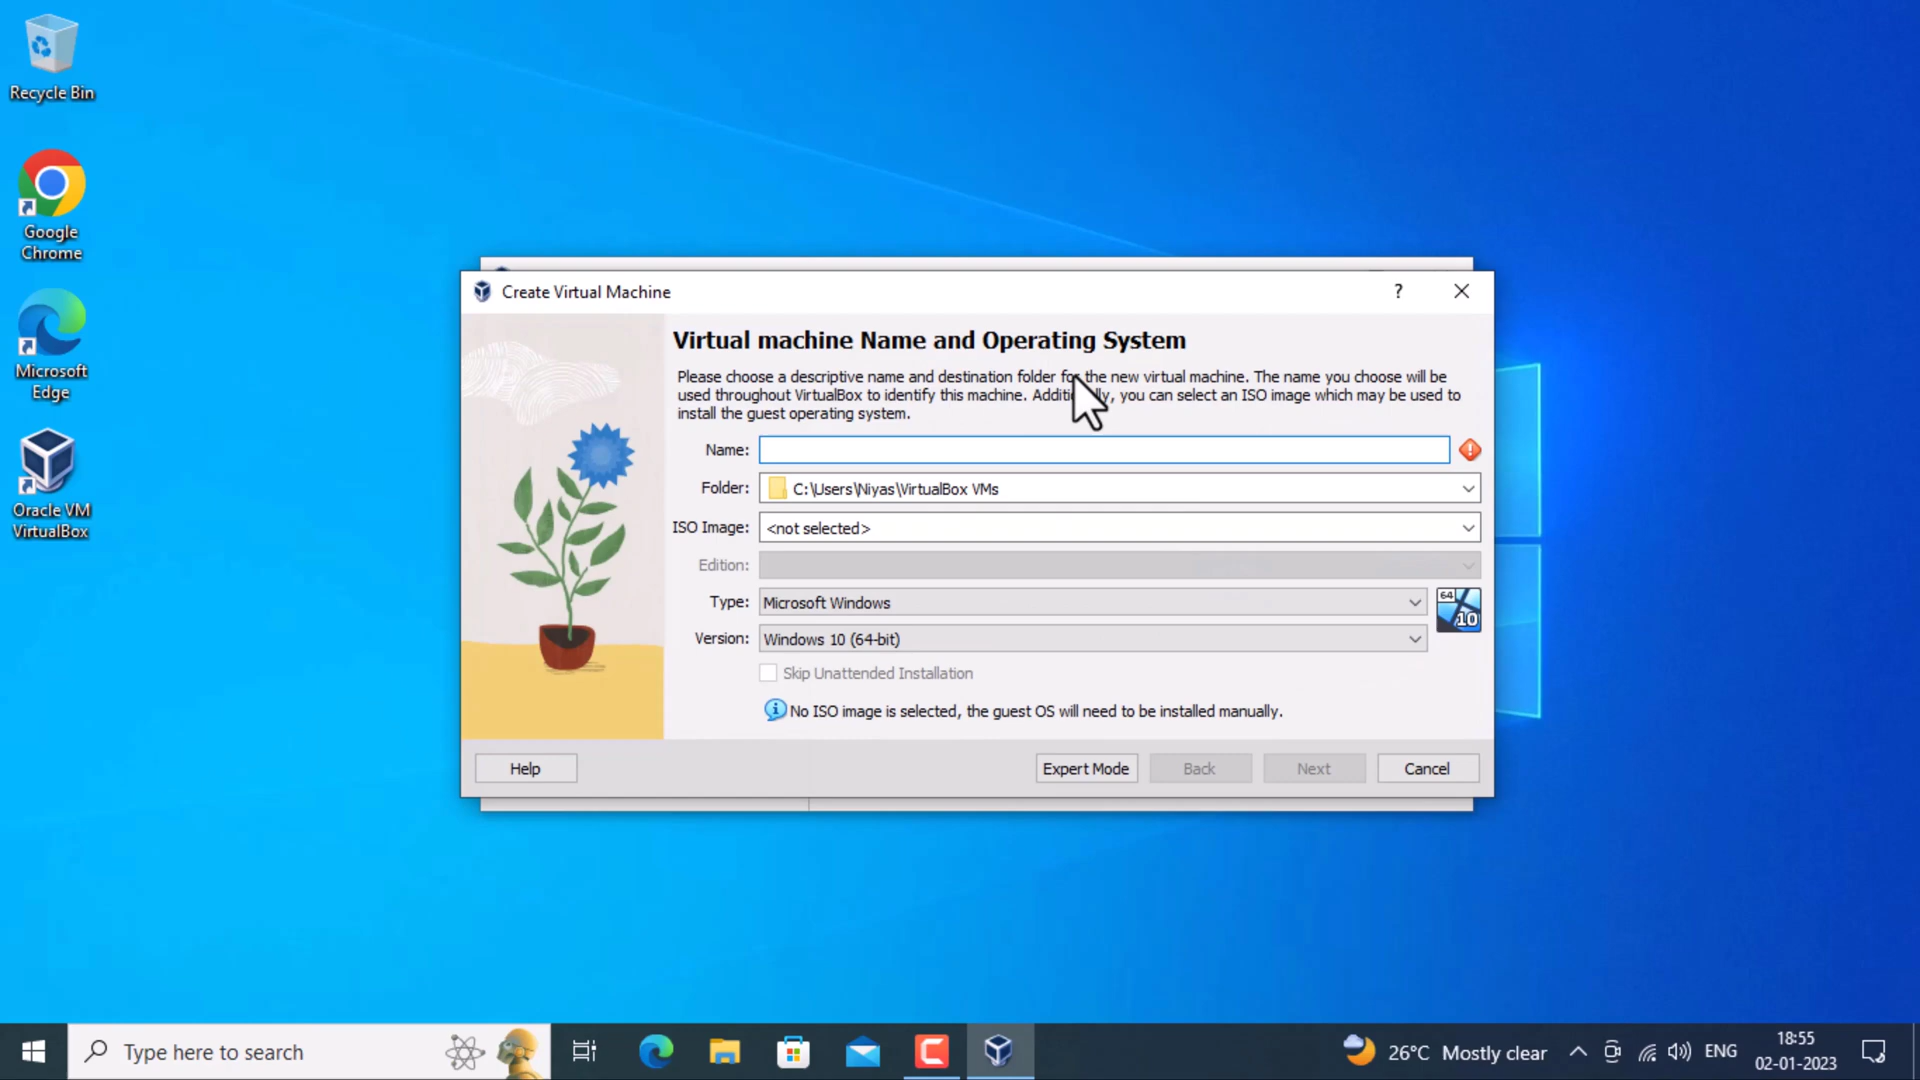 Recycle Bin
Google
Chrome
Microsoft
Edge
Oracle VM
VirtualBox
Create Virtual Machine
?
Virtual machine Name and Operating System
Please choose a descriptive name and destination folder for the new virtual machine. The name you choose will be
used throughout VirtualBox to identify this machine. Additionally, you can select an ISO image which may be used to
install the guest operating system.
Name:
Folder: C:\Users\Niyas\VirtualBox VMs
ISO Image: <not selected>
Edition:
Type: Microsoft Windows
64
10
Version: Windows 10 (64-bit)
Skip Unattended Installation
No ISO image is selected, the guest OS will need to be installed manually.
Help
Expert Mode
Back
Next
Cancel
Type here to search
26°C Mostly clear
ENG
18:55
02-01-2023